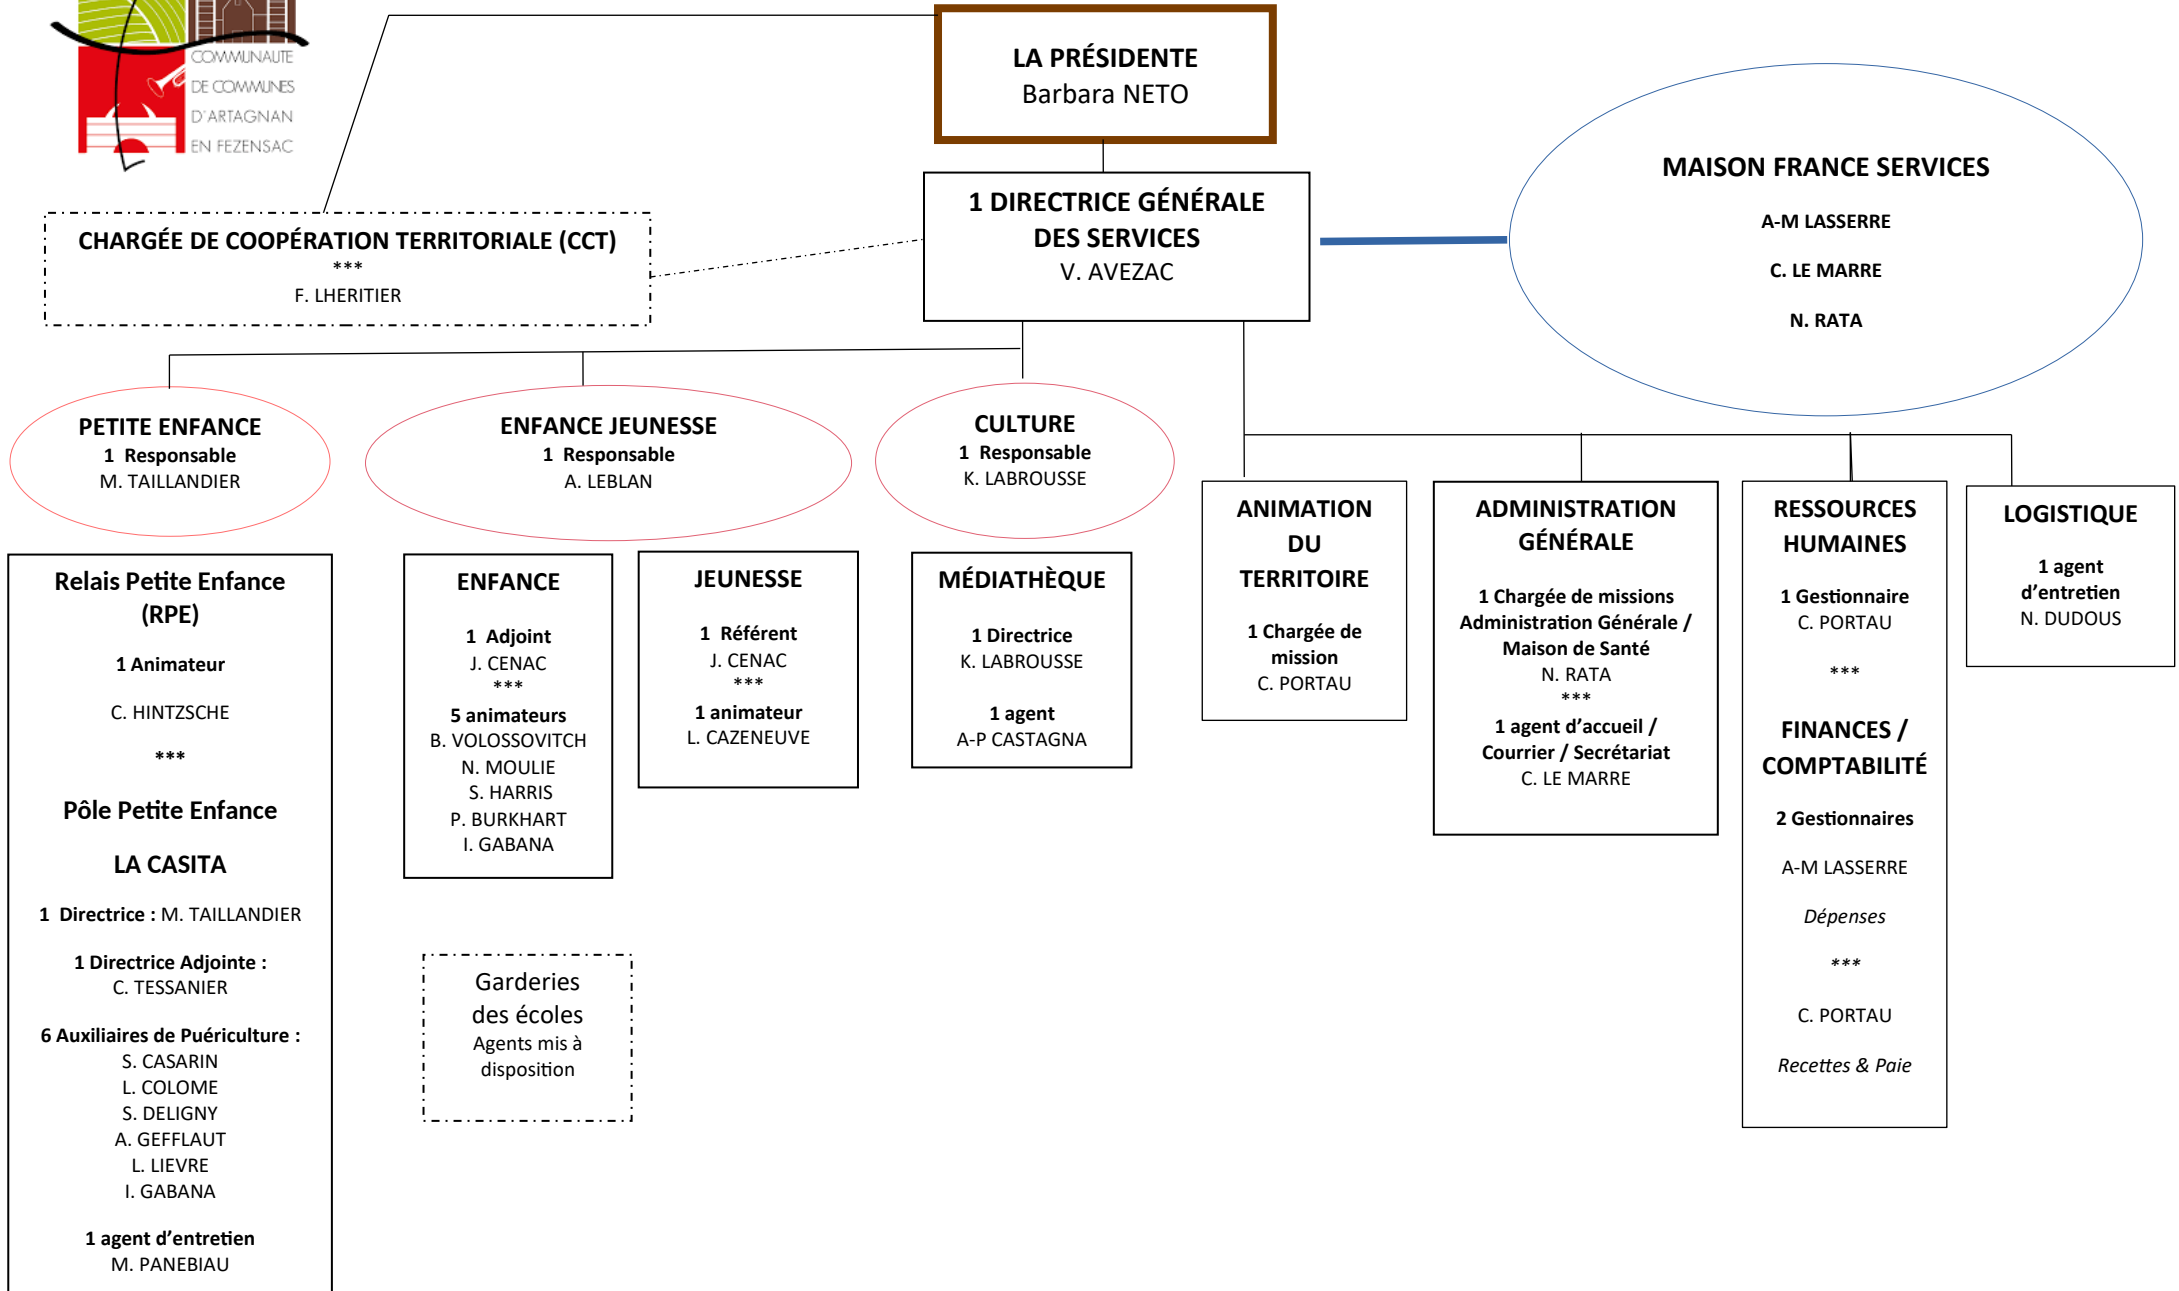 COMMUNAUTE
DE COMMUNES
D'ARTAGNAN
EN FEZENSAC
LA PRÉSIDENTE
Barbara NETO
1 DIRECTRICE GÉNÉRALE
DES SERVICES
V. AVEZAC
CHARGÉE DE COOPÉRATION TERRITORIALE (CCT)
***
F. LHERITIER
MAISON FRANCE SERVICES
A-M LASSERRE
C. LE MARRE
N. RATA
PETITE ENFANCE
1 Responsable
M. TAILLANDIER
ENFANCE JEUNESSE
1 Responsable
A. LEBLAN
CULTURE
1 Responsable
K. LABROUSSE
Relais Petite Enfance
(RPE)
1 Animateur
C. HINTZSCHE
***
Pôle Petite Enfance
LA CASITA
1 Directrice : M. TAILLANDIER
1 Directrice Adjointe :
C. TESSANIER
6 Auxiliaires de Puériculture :
S. CASARIN
L. COLOME
S. DELIGNY
A. GEFFLAUT
L. LIEVRE
I. GABANA
1 agent d’entretien
M. PANEBIAU
ENFANCE
1 Adjoint
J. CENAC
***
5 animateurs
B. VOLOSSOVITCH
N. MOULIE
S. HARRIS
P. BURKHART
I. GABANA
JEUNESSE
1 Référent
J. CENAC
***
1 animateur
L. CAZENEUVE
Garderies
des écoles
Agents mis à
disposition
MÉDIATHÈQUE
1 Directrice
K. LABROUSSE
1 agent
A-P CASTAGNA
ANIMATION
DU
TERRITOIRE
1 Chargée de
mission
C. PORTAU
ADMINISTRATION
GÉNÉRALE
1 Chargée de missions
Administration Générale /
Maison de Santé
N. RATA
***
1 agent d’accueil /
Courrier / Secrétariat
C. LE MARRE
RESSOURCES
HUMAINES
1 Gestionnaire
C. PORTAU
***
FINANCES /
COMPTABILITÉ
2 Gestionnaires
A-M LASSERRE
Dépenses
***
C. PORTAU
Recettes & Paie
LOGISTIQUE
1 agent
d’entretien
N. DUDOUS